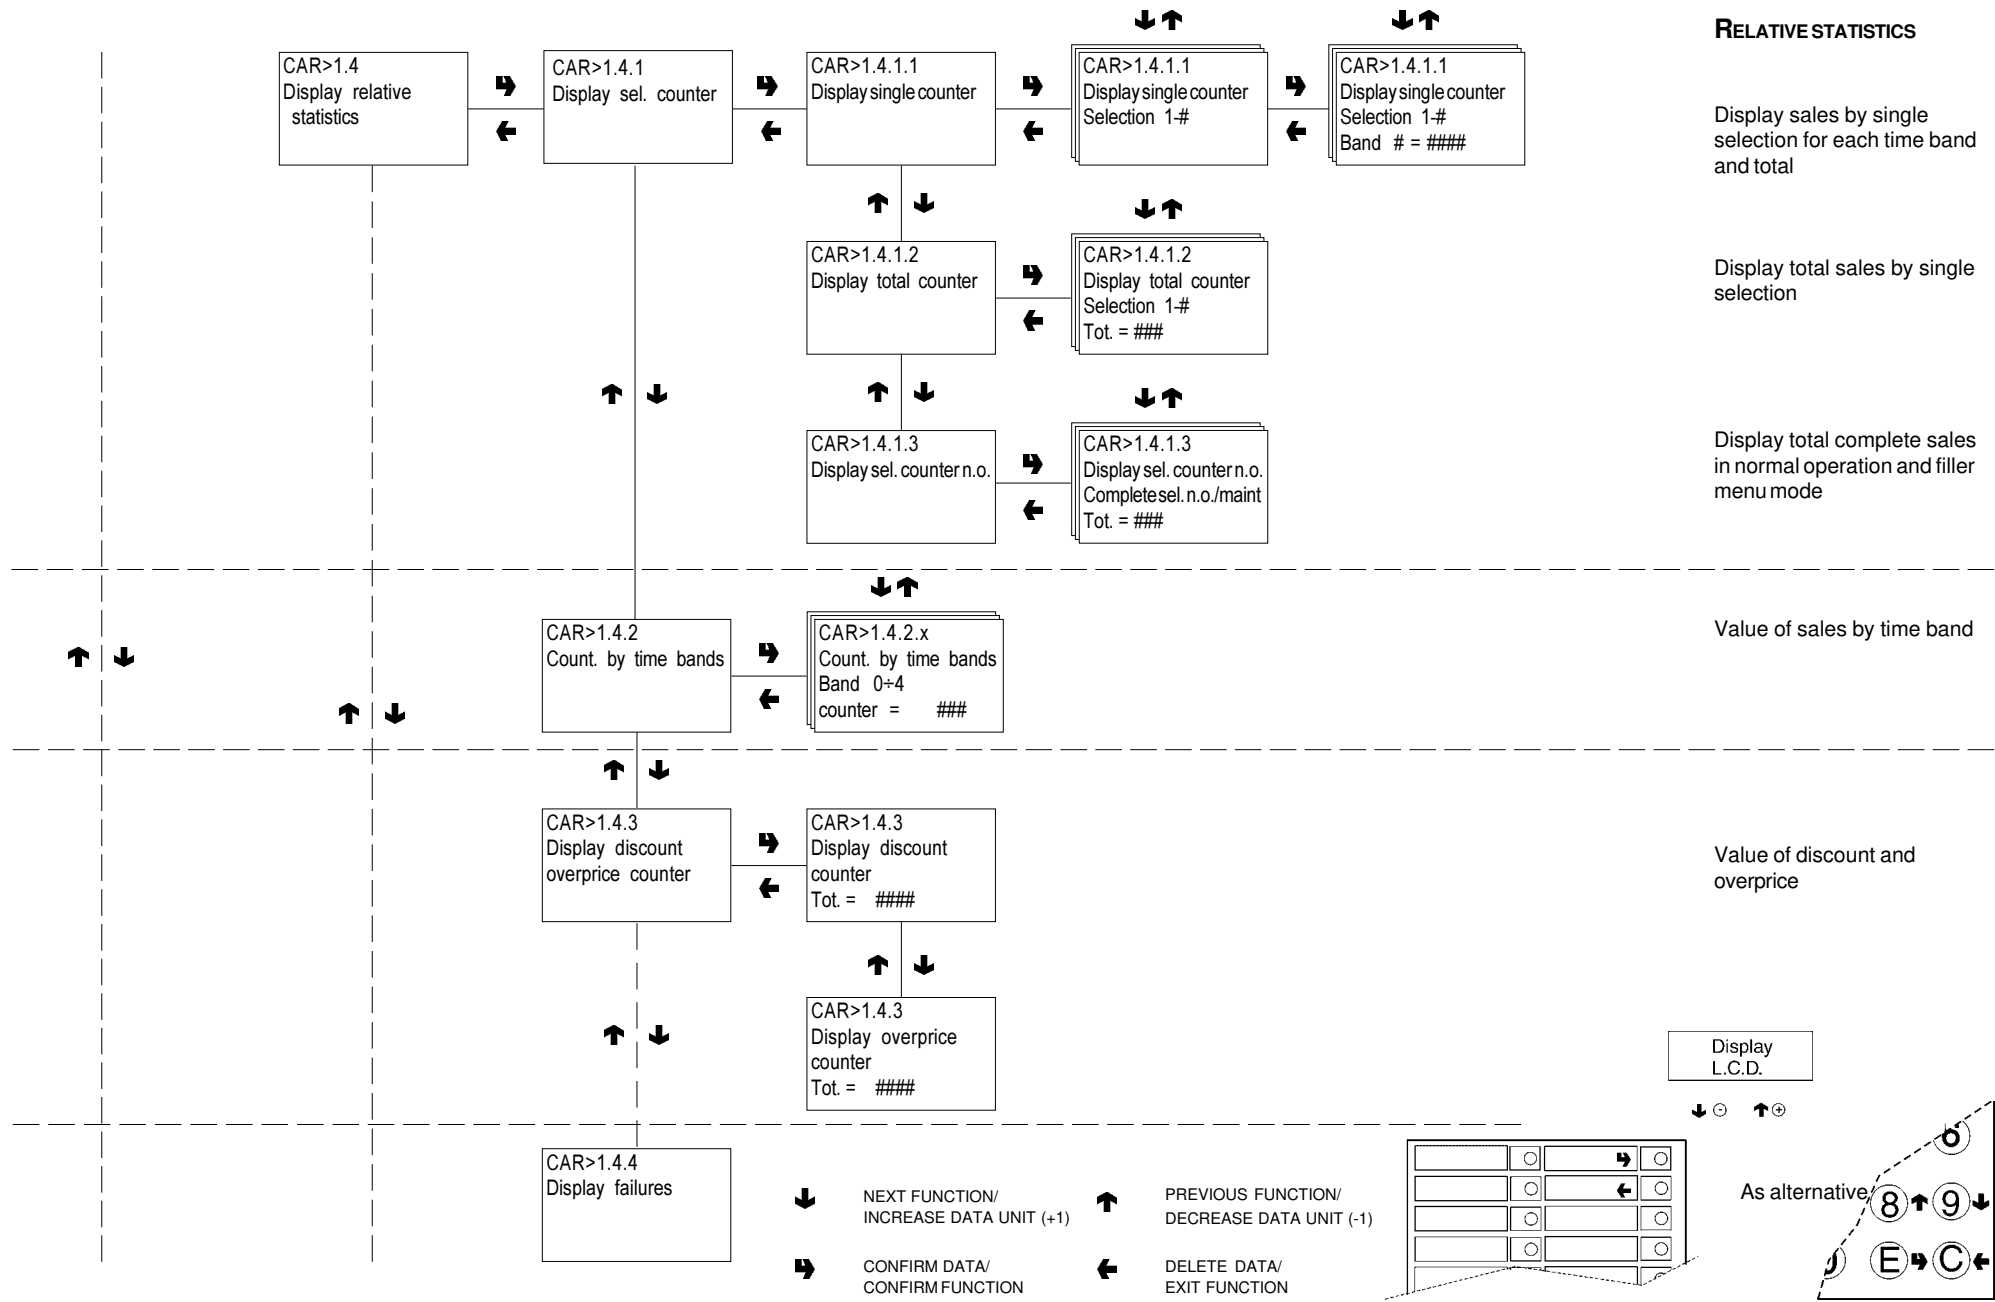 RELATIVE STATISTICS
CAR>1.4
Display relative
statistics
CAR>1.4.1
Display sel. counter
CAR>1.4.1.1
Display single counter
CAR>1.4.1.1
Display single counter
Selection 1-#
CAR>1.4.1.1
Display single counter
Selection 1-#
Band # = ####
Display sales by single
selection for each time band
and total
CAR>1.4.1.2
Display total counter
CAR>1.4.1.2
Display total counter
Selection 1-#
Tot. = ###
Display total sales by single
selection
CAR>1.4.1.3
Display sel. counter n.o.
CAR>1.4.1.3
Display sel. counter n.o.
Complete sel. n.o./maint
Tot. = ###
Display total complete sales
in normal operation and filler
menu mode
CAR>1.4.2
Count. by time bands
CAR>1.4.2.x
Count. by time bands
Band 0÷4
counter = ###
Value of sales by time band
CAR>1.4.3
Display discount
overprice counter
CAR>1.4.3
Display discount
counter
Tot. = ####
Value of discount and
overprice
CAR>1.4.3
Display overprice
counter
Tot. = ####
Display
L.C.D.
- +
CAR>1.4.4
Display failures
NEXT FUNCTION/
INCREASE DATA UNIT (+1)
PREVIOUS FUNCTION/
DECREASE DATA UNIT (-1)
CONFIRM DATA/
CONFIRM FUNCTION
DELETE DATA/
EXIT FUNCTION
As alternative
6
8 9
E C